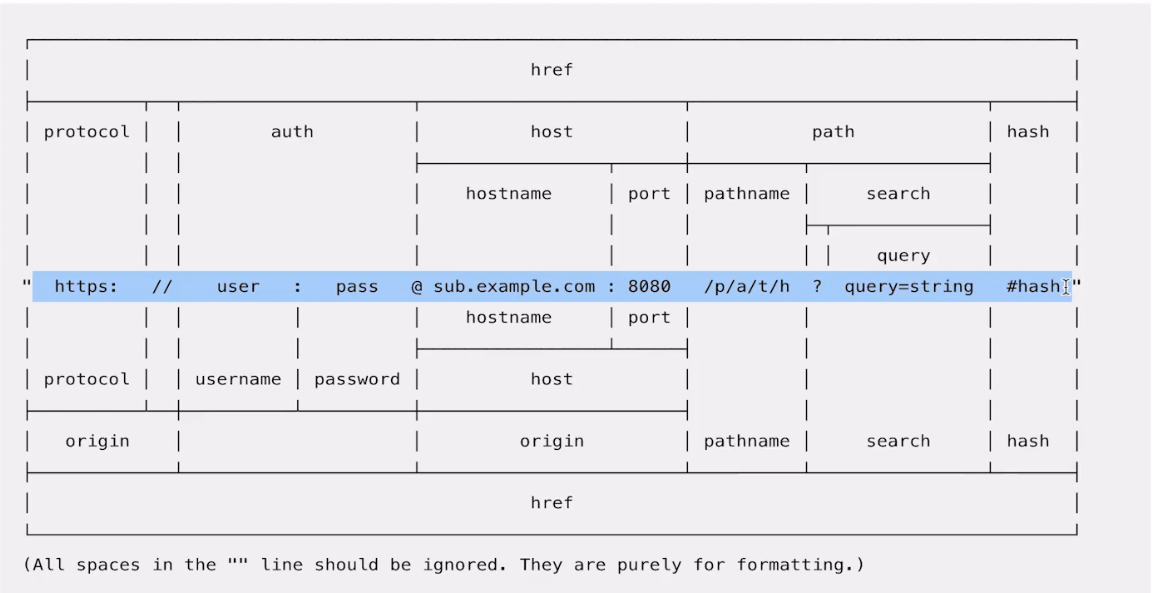 href
protocol auth host path hash
hostname port pathname search
query
" https: // user : pass @ sub.example.com : 8080 /p/a/t/h ? query=string #hash "
hostname port
protocol username password host
origin origin pathname search hash
href
(All spaces in the "" line should be ignored. They are purely for formatting.)